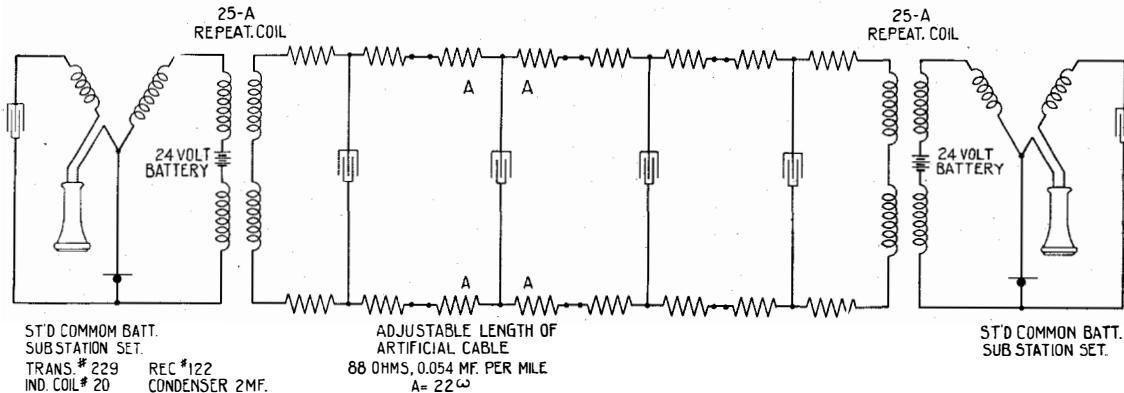 25-A
REPEAT. COIL
25-A
REPEAT. COIL
A
A
24 VOLT
BATTERY
24 VOLT
BATTERY
A
A
ST'D COMMOM BATT.
SUB STATION SET.
TRANS. #229 REC #122
IND. COIL #20 CONDENSER 2MF.
ADJUSTABLE LENGTH OF
ARTIFICIAL CABLE
88 OHMS, 0.054 MF. PER MILE
A= 22ω
ST'D COMMON BATT.
SUB STATION SET.